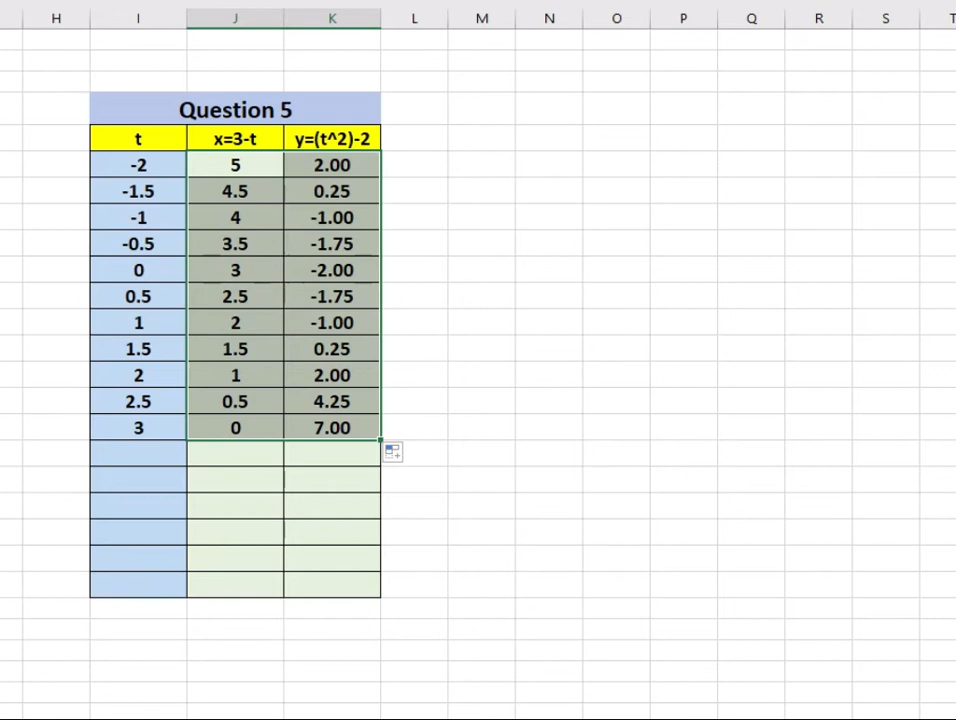 H I J K L M N O P Q R S T
Question 5
t x=3-t y=(t^2)-2
-2 5 2.00
-1.5 4.5 0.25
-1 4 -1.00
-0.5 3.5 -1.75
0 3 -2.00
0.5 2.5 -1.75
1 2 -1.00
1.5 1.5 0.25
2 1 2.00
2.5 0.5 4.25
3 0 7.00